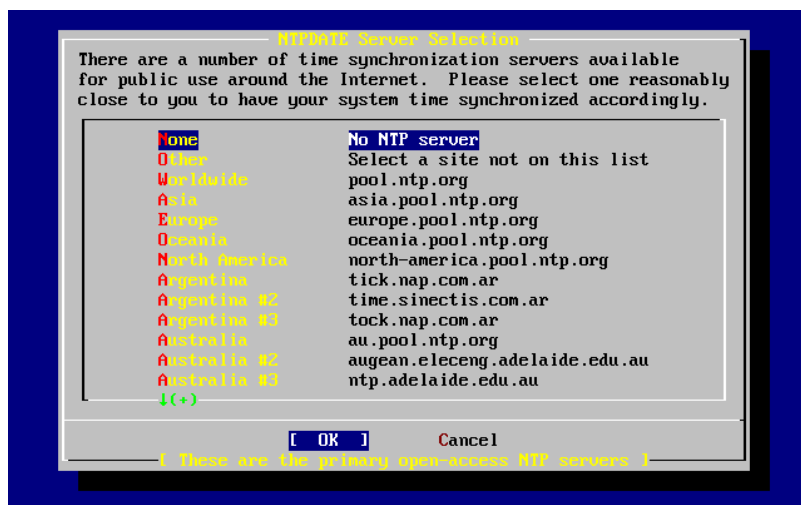 NTPDATE Server Selection
There are a number of time synchronization servers available
for public use around the Internet.  Please select one reasonably
close to you to have your system time synchronized accordingly.
None No NTP server
Other Select a site not on this list
Worldwide pool.ntp.org
Asia asia.pool.ntp.org
Europe europe.pool.ntp.org
Oceania oceania.pool.ntp.org
North America north-america.pool.ntp.org
Argentina tick.nap.com.ar
Argentina #2 time.sinectis.com.ar
Argentina #3 tock.nap.com.ar
Australia au.pool.ntp.org
Australia #2 augean.eleceng.adelaide.edu.au
Australia #3 ntp.adelaide.edu.au
↓(+)
[ OK ] Cancel
[ These are the primary open-access NTP servers ]